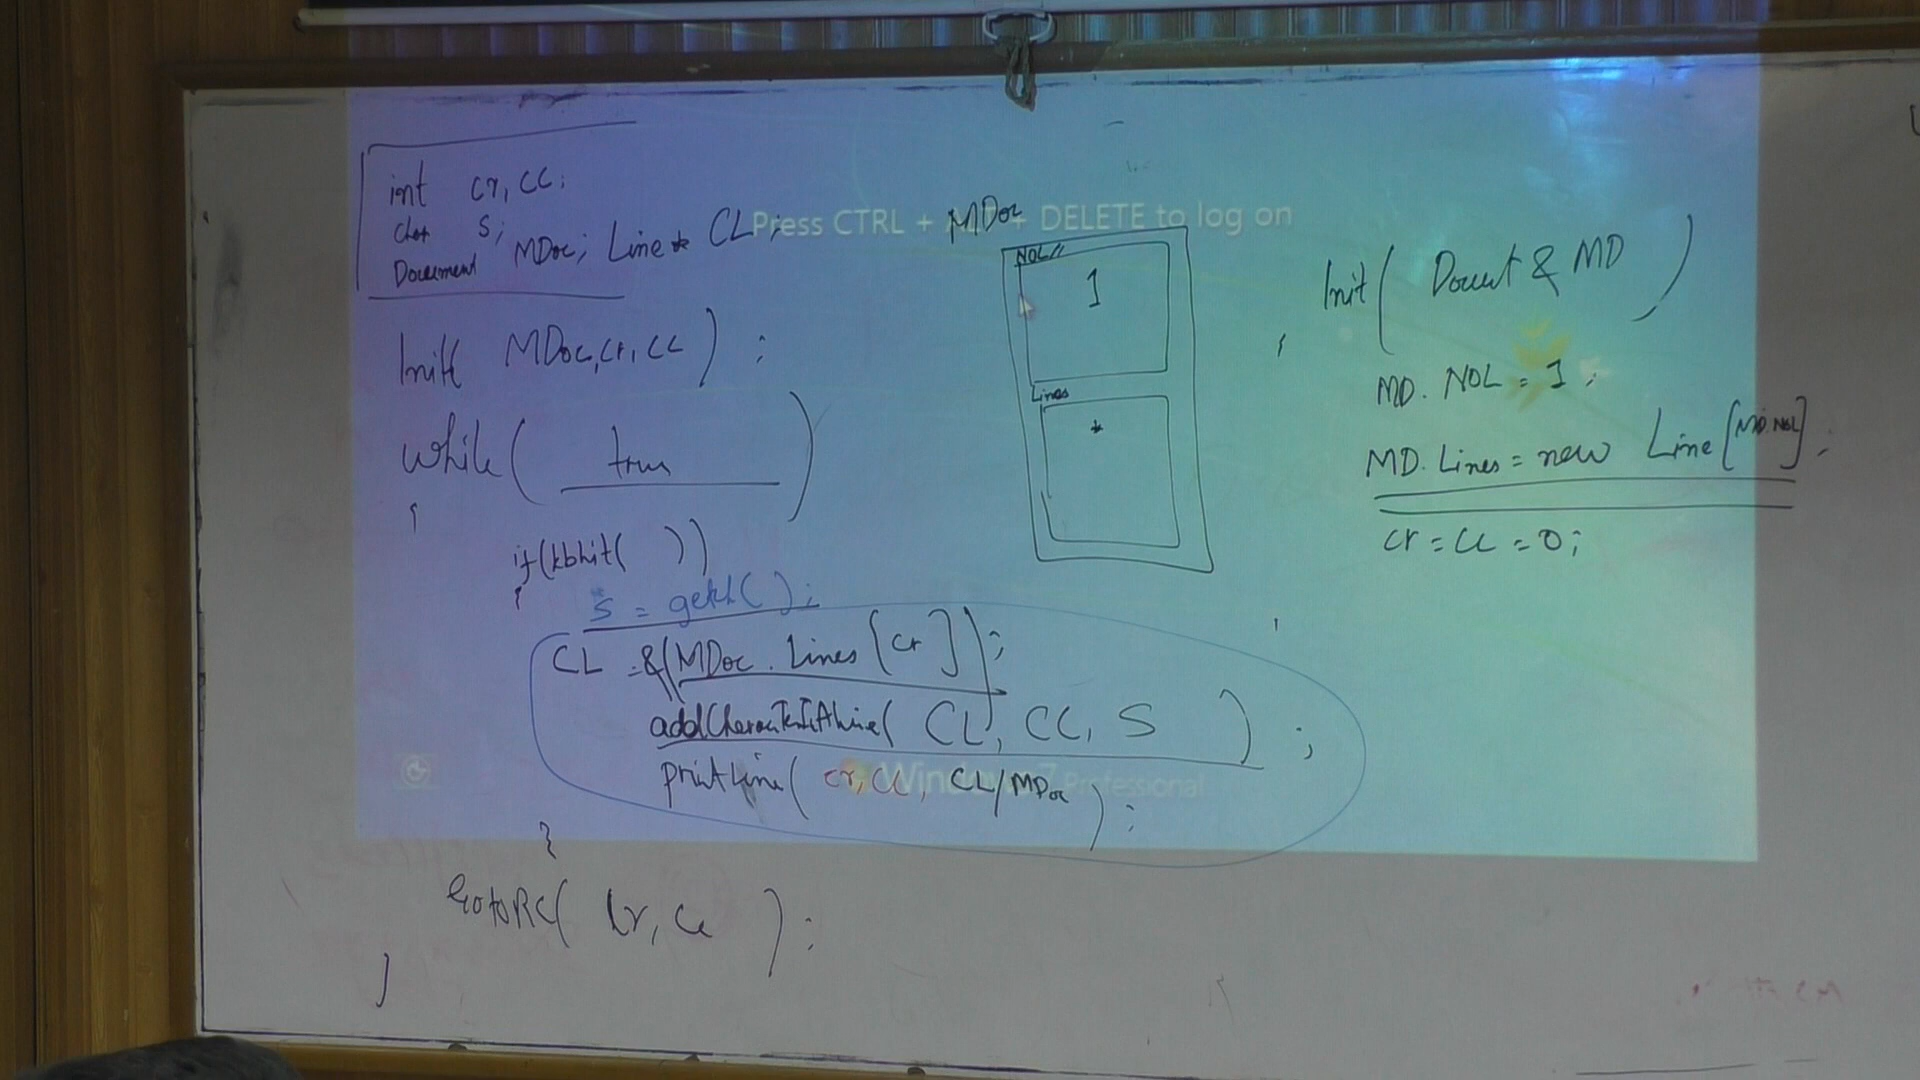 int cr, CC;
char S;
Document MDoc; Line* CL;
Init( MDoc, cr, CC ) ;
while( true )
{
if(kbhit( ))
{
S = getch( );
CL = &(MDoc . Lines [cr]);
( CL, CC, S ) ;
printLine( cr, CC, CL/MDoc ) ;
}
GotoRC( Cr, Cc ) ;
}
Press CTRL + + DELETE to log on
Windows 7 Professional
MDoc
NOL
1
Lines
*
Init( & MD )
{
MD. NOL = 1 ;
MD. Lines = new Line[MD.NOL] ;
cr = CC = 0;